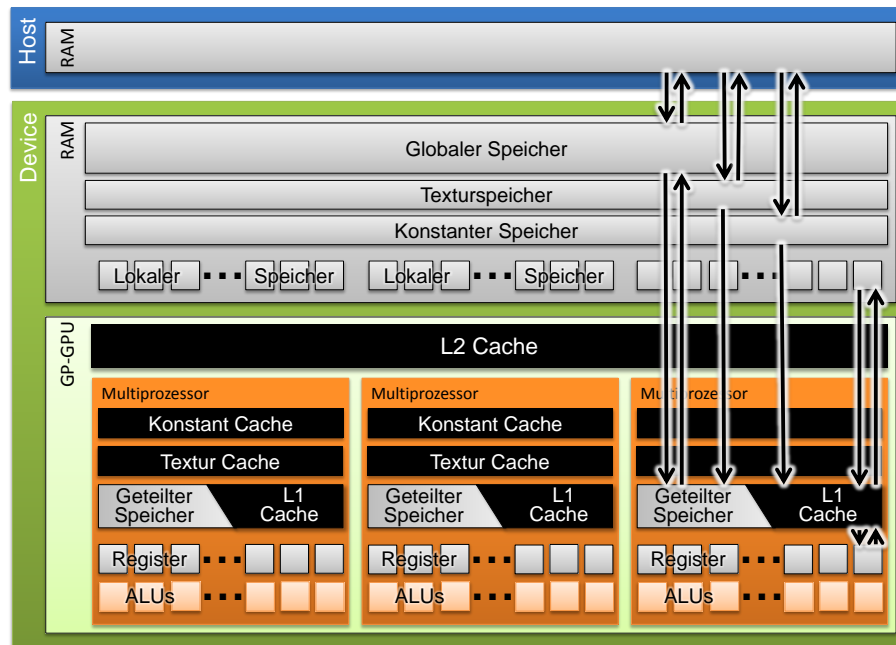 Host
RAM
Device
RAM
Globaler Speicher
Texturspeicher
Konstanter Speicher
Lokaler ... Speicher Lokaler ... Speicher ...
GP-GPU
L2 Cache
Multiprozessor Multiprozessor Multiprozessor
Konstant Cache Konstant Cache
Textur Cache Textur Cache
Geteilter Speicher L1 Cache Geteilter Speicher L1 Cache Geteilter Speicher L1 Cache
Register ... Register ... Register ...
ALUs ... ALUs ... ALUs ...